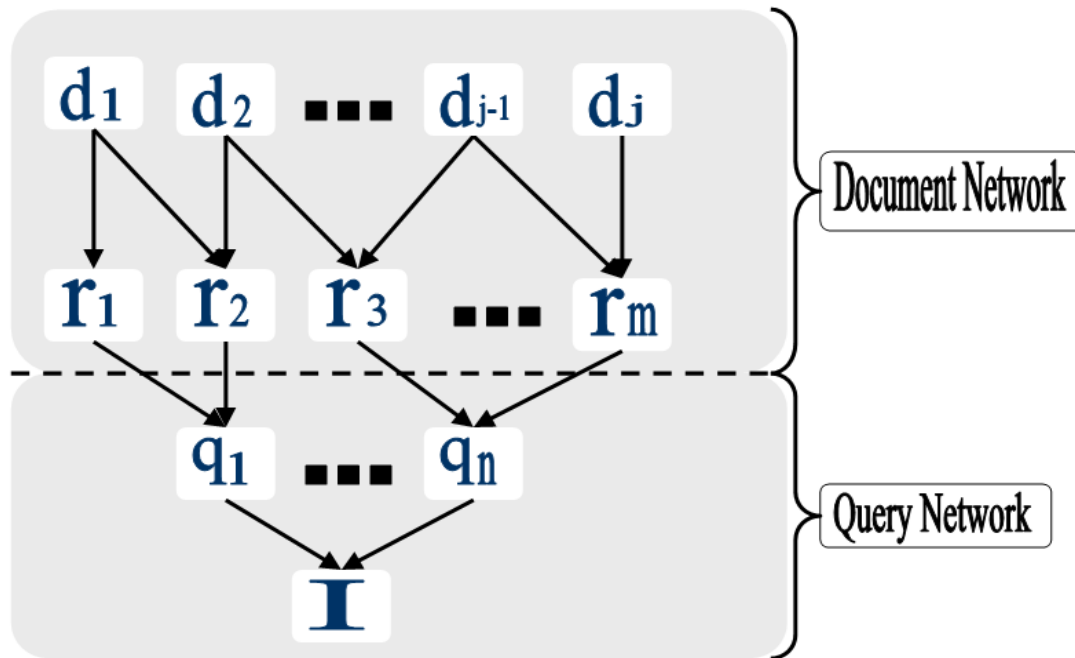 d1 d2 ... dj-1 dj
Document Network
r1 r2 r3 ... rm
q1 ... qn
Query Network
I